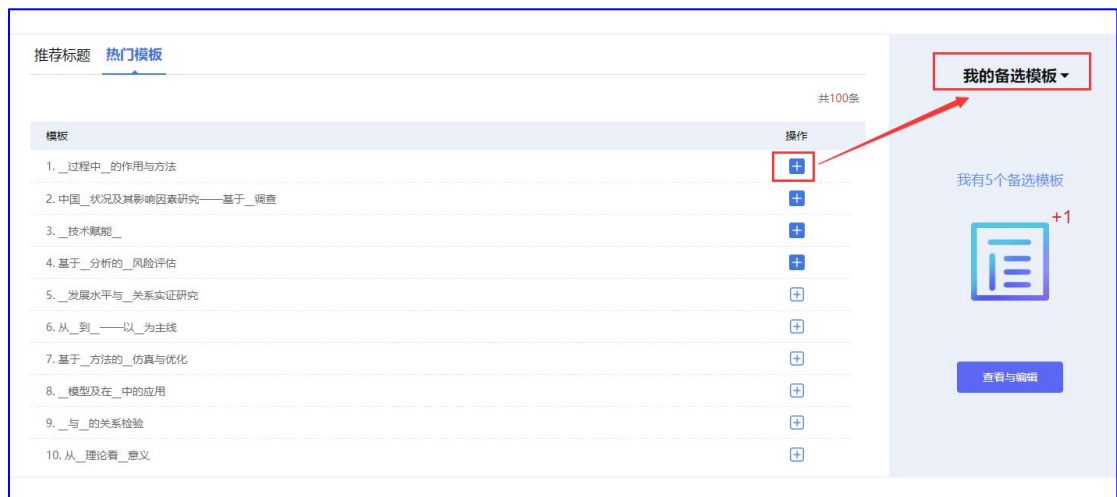 推荐标题 热门模板
我的备选模板
共100条
模板 操作
1. __过程中__的作用与方法
2. 中国__状况及其影响因素研究——基于__调查
3. __技术赋能__
4. 基于__分析的__风险评估
5. __发展水平与__关系实证研究
6. 从__到__——以__为主线
7. 基于__方法的__仿真与优化
8. __模型及在__中的应用
9. __与__的关系检验
10. 从__理论看__意义
我有5个备选模板
+1
查看与编辑